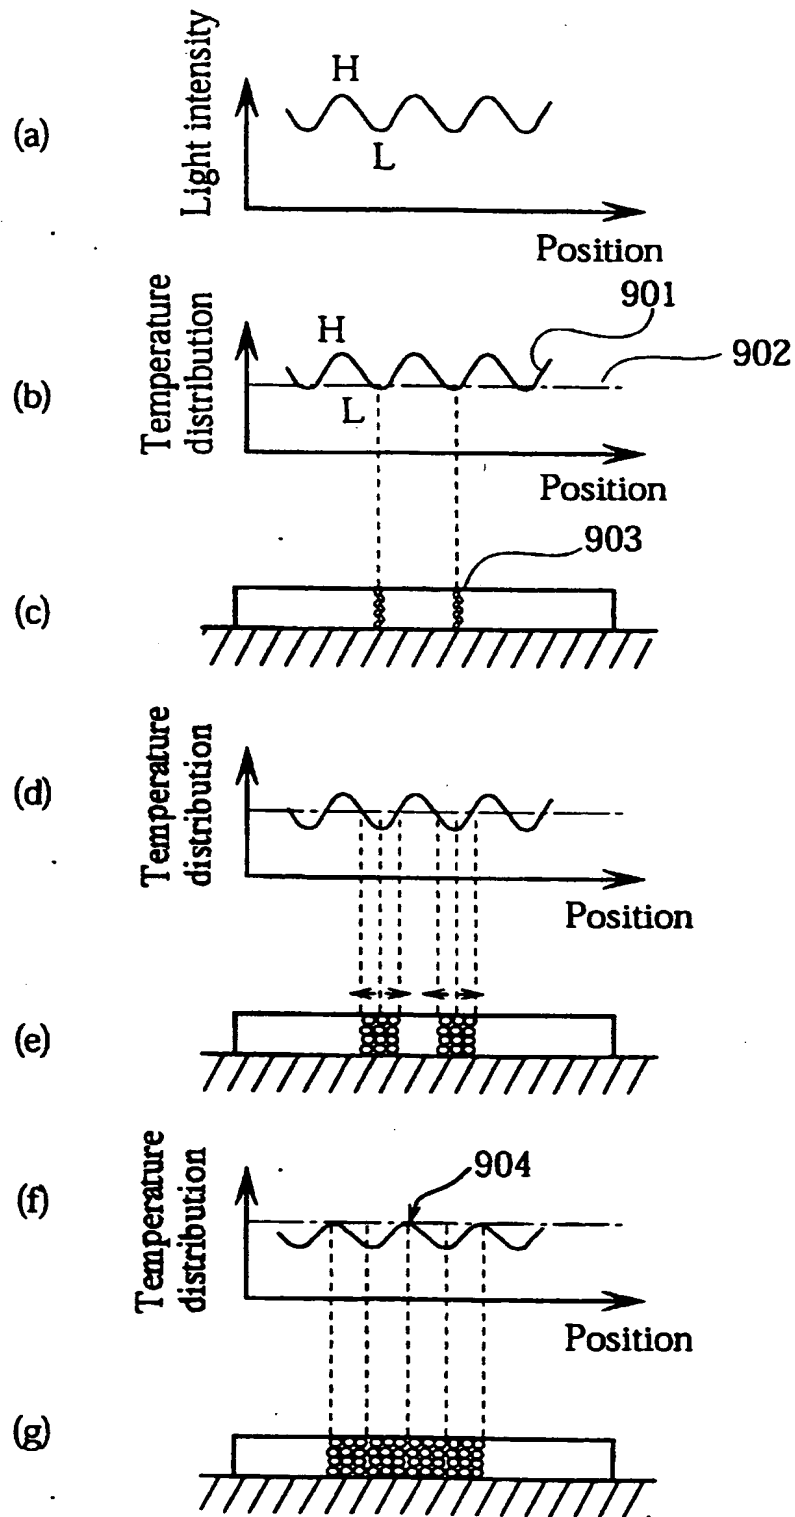 (a)
Light intensity
H
L
Position
(b)
Temperature
distribution
H
L
901
902
Position
(c)
903
(d)
Temperature
distribution
Position
(e)
(f)
Temperature
distribution
904
Position
(g)